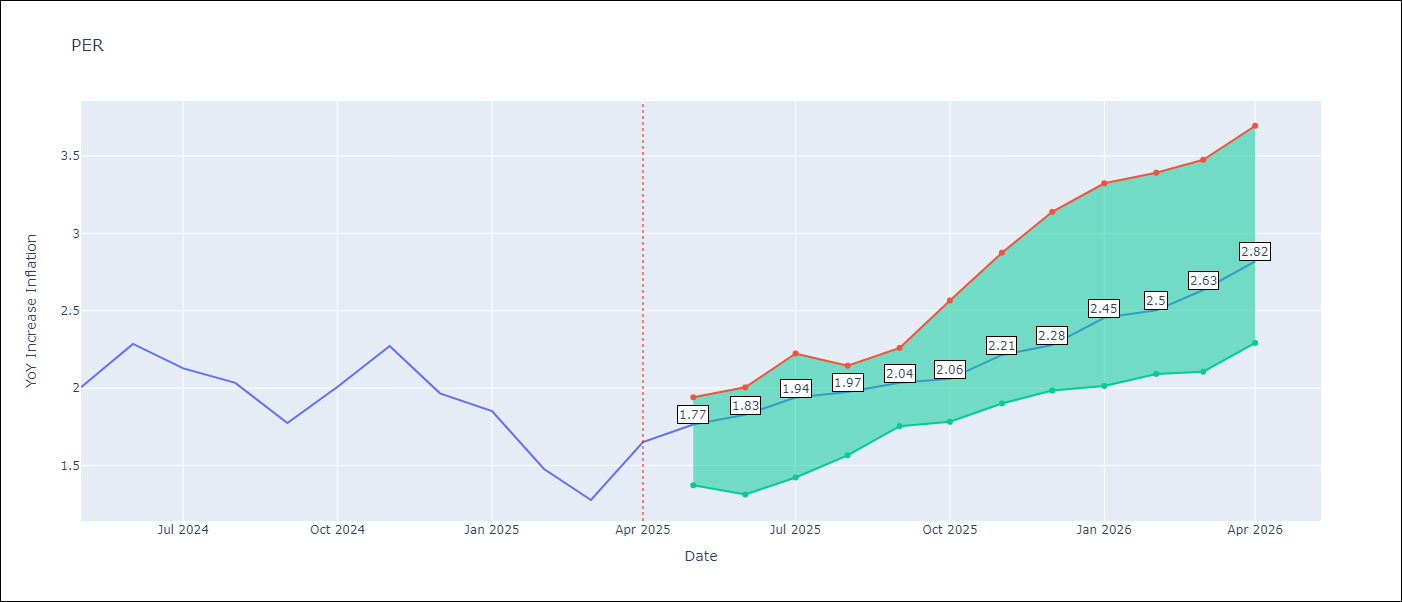 PER
YoY Increase Inflation
3.5
3
2.5
2
1.5
1.77
1.83
1.94
1.97
2.04
2.06
2.21
2.28
2.45
2.5
2.63
2.82
Jul 2024
Oct 2024
Jan 2025
Apr 2025
Jul 2025
Oct 2025
Jan 2026
Apr 2026
Date